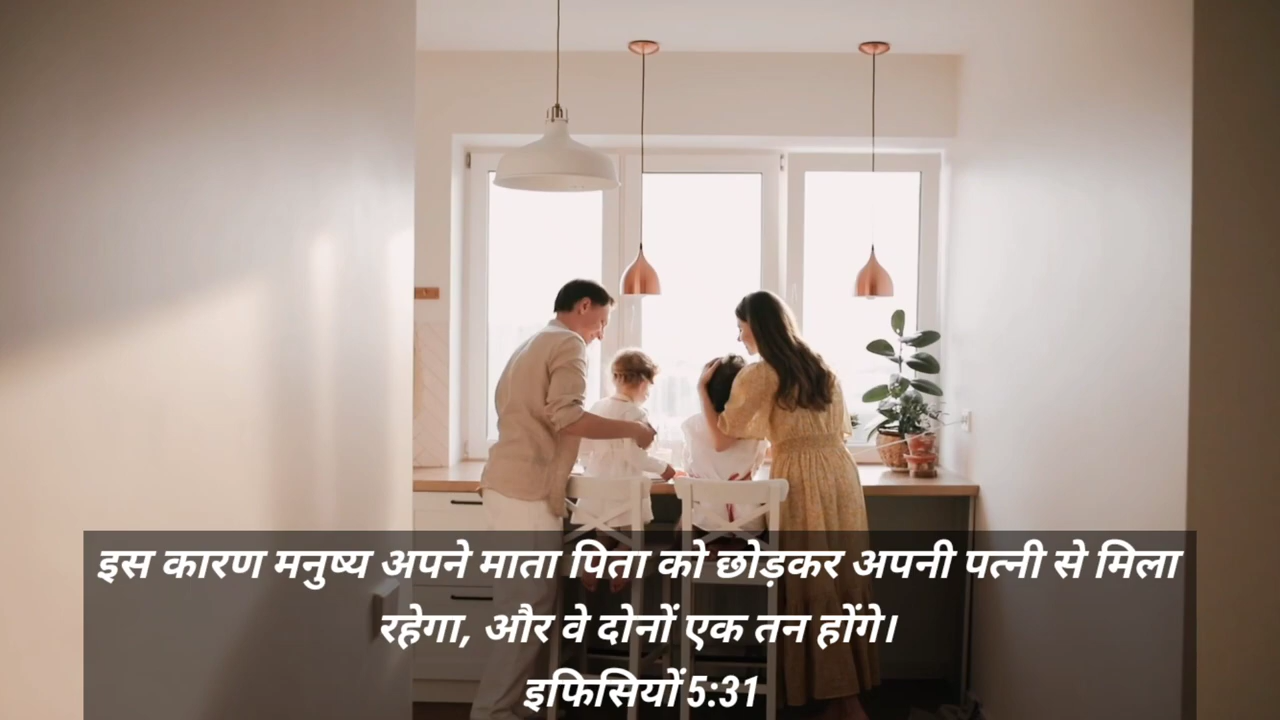 इस कारण मनुष्य अपने माता पिता को छोड़कर अपनी पत्नी से मिला
रहेगा, और वे दोनों एक तन होंगे।
इफिसियों 5:31